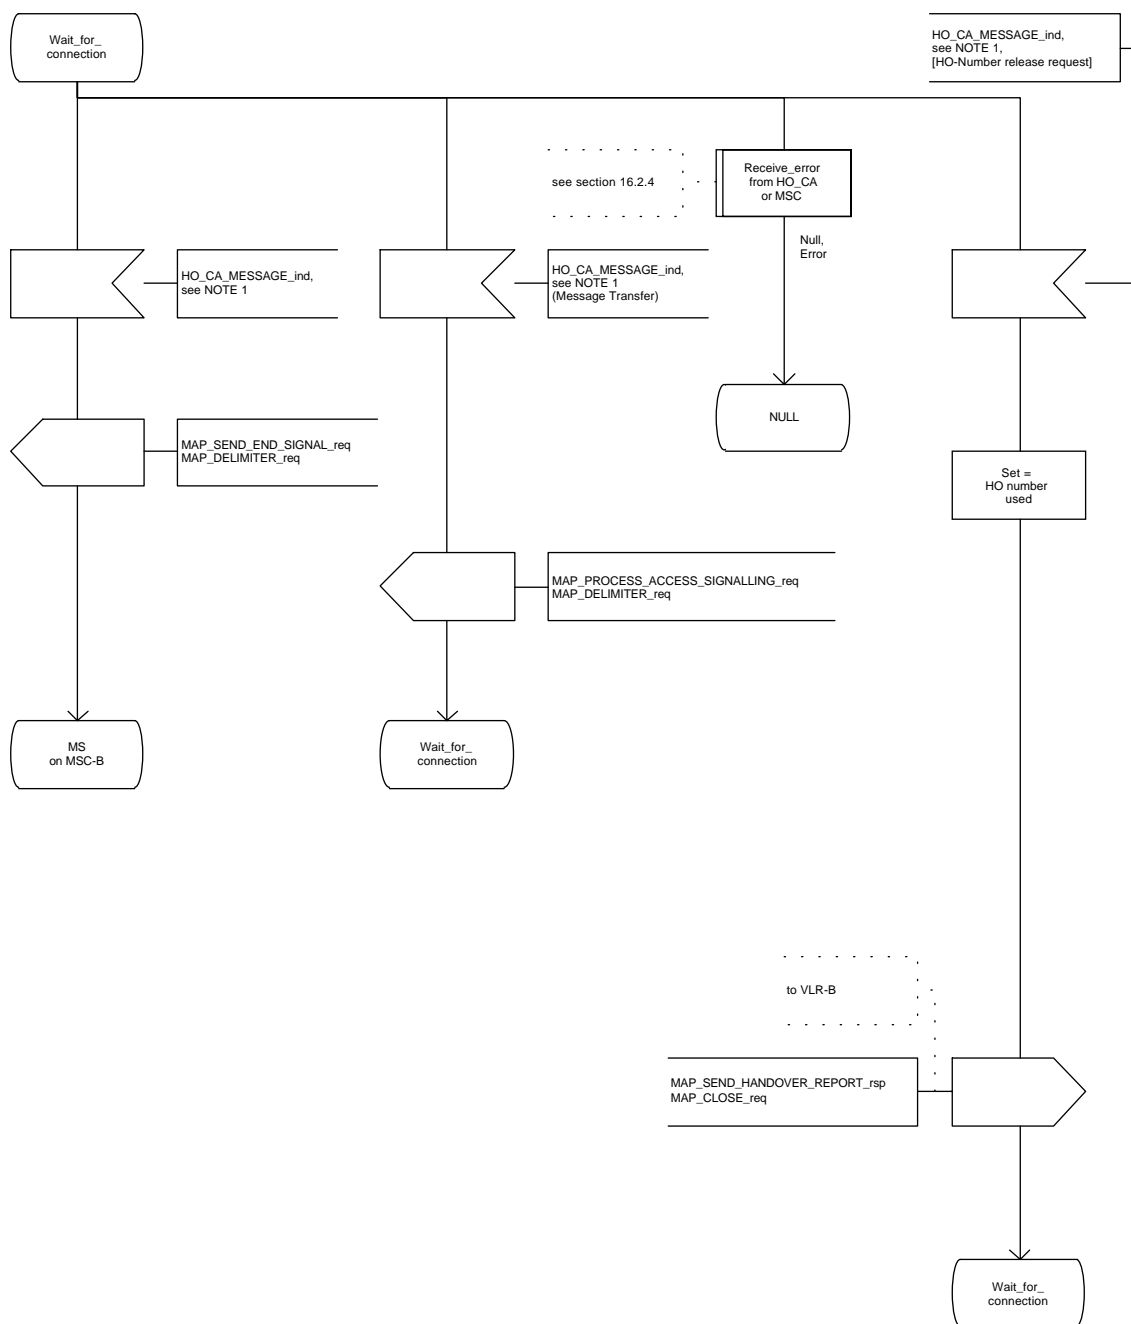 Wait_for_
connection
HO_CA_MESSAGE_ind,
see NOTE 1,
[HO-Number release request]
see section 16.2.4
Receive_error
from HO_CA
or MSC
Null,
Error
HO_CA_MESSAGE_ind,
see NOTE 1
HO_CA_MESSAGE_ind,
see NOTE 1
(Message Transfer)
NULL
MAP_SEND_END_SIGNAL_req
MAP_DELIMITER_req
Set =
HO number
used
MAP_PROCESS_ACCESS_SIGNALLING_req
MAP_DELIMITER_req
MS
on MSC-B
Wait_for_
connection
to VLR-B
MAP_SEND_HANDOVER_REPORT_rsp
MAP_CLOSE_req
Wait_for_
connection